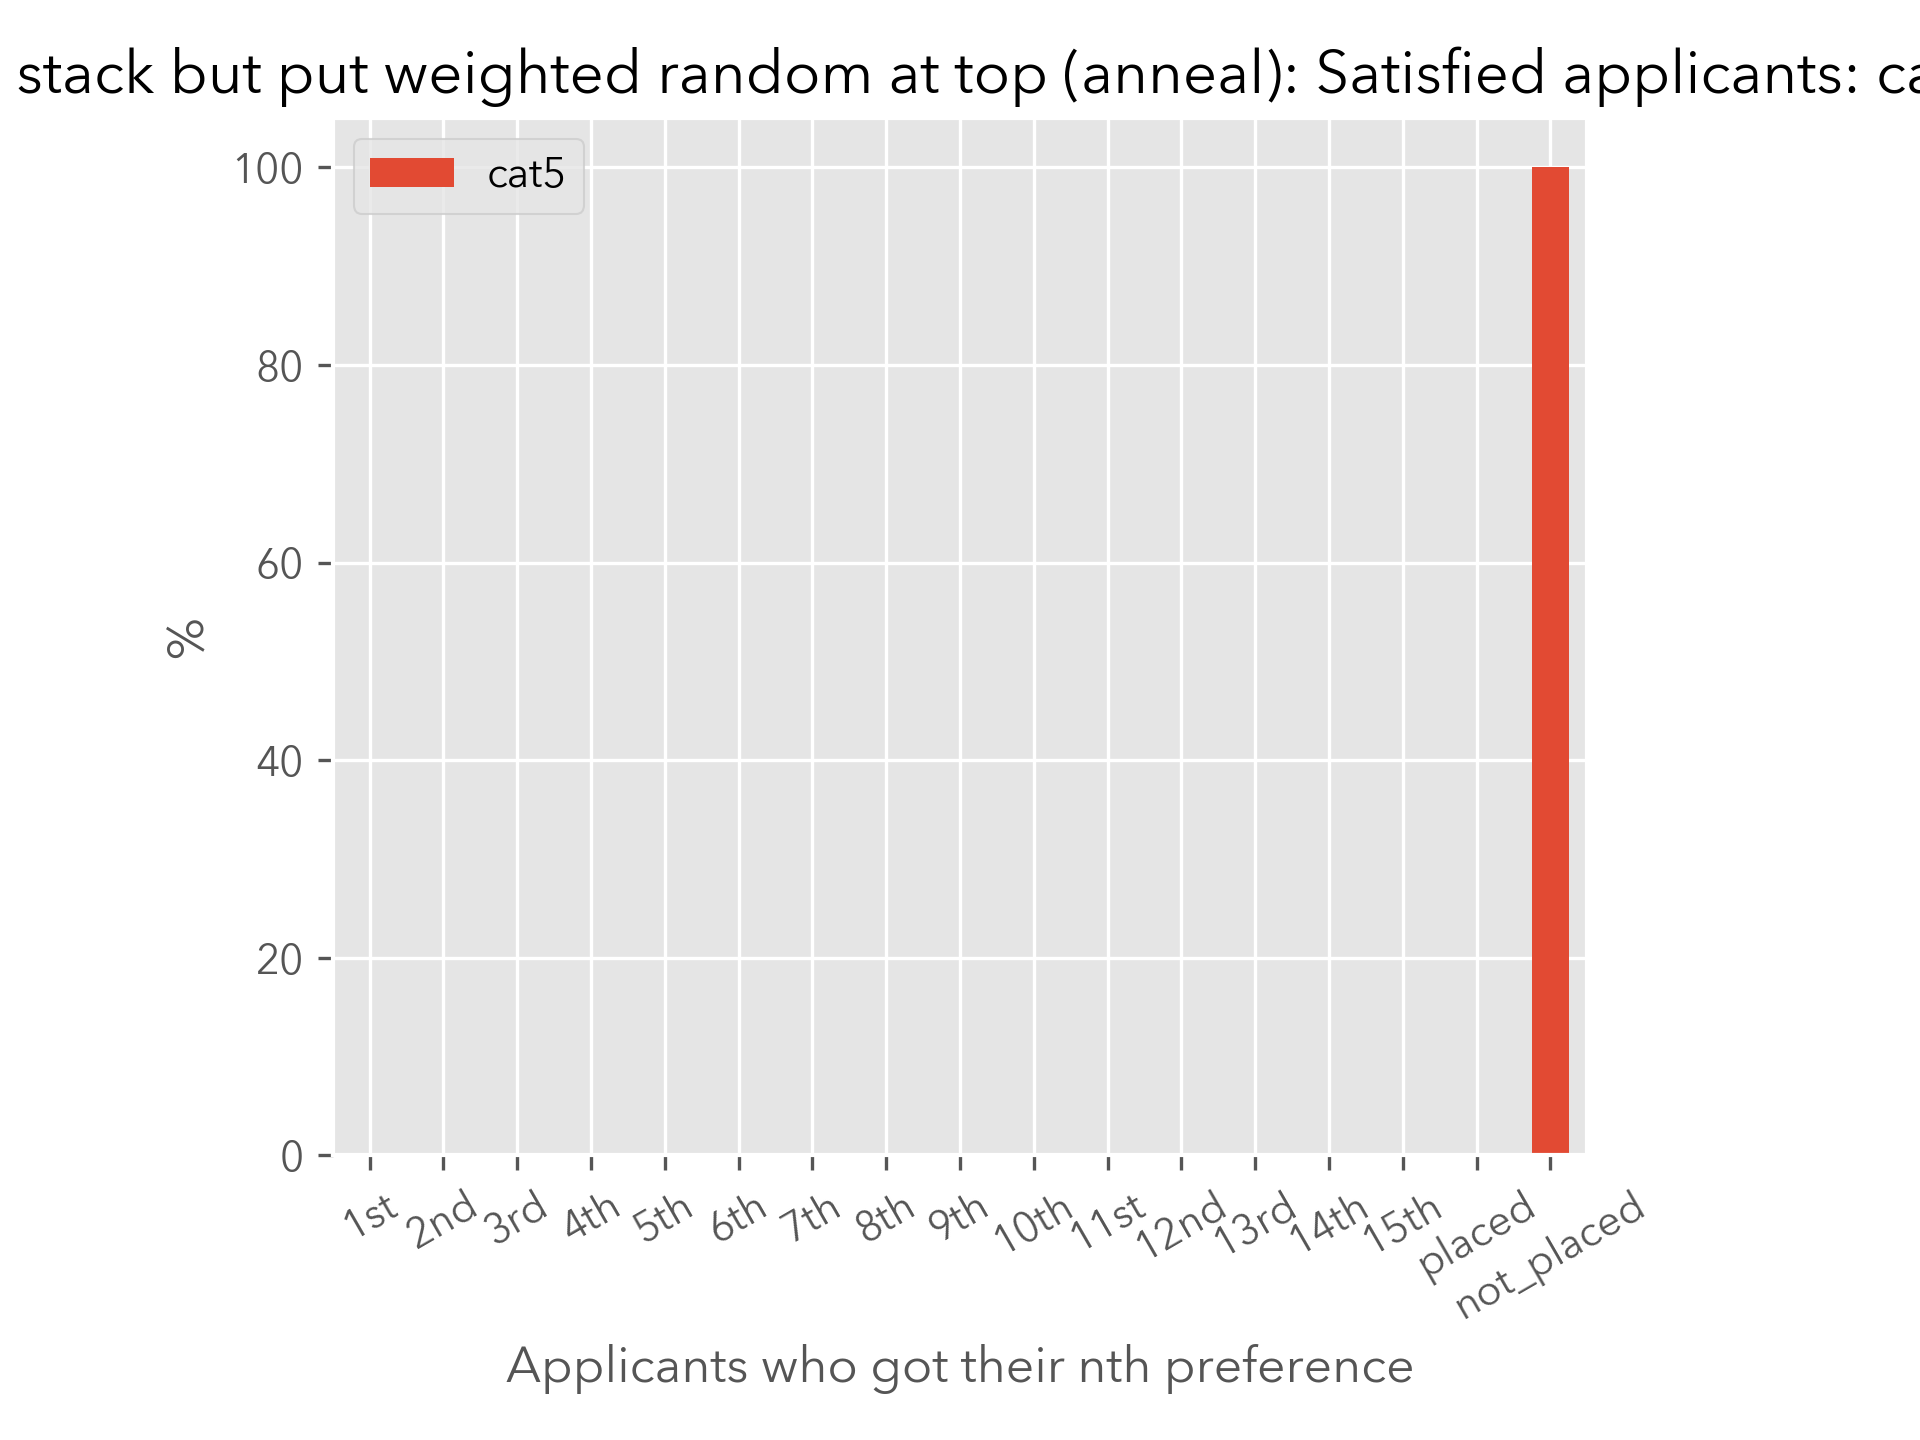 stack but put weighted random at top (anneal): Satisfied applicants:
cat5
100
80
60
40
20
0
%
1st 2nd 3rd 4th 5th 6th 7th 8th 9th 10th 11st 12nd 13rd 14th 15th placed not_placed
Applicants who got their nth preference